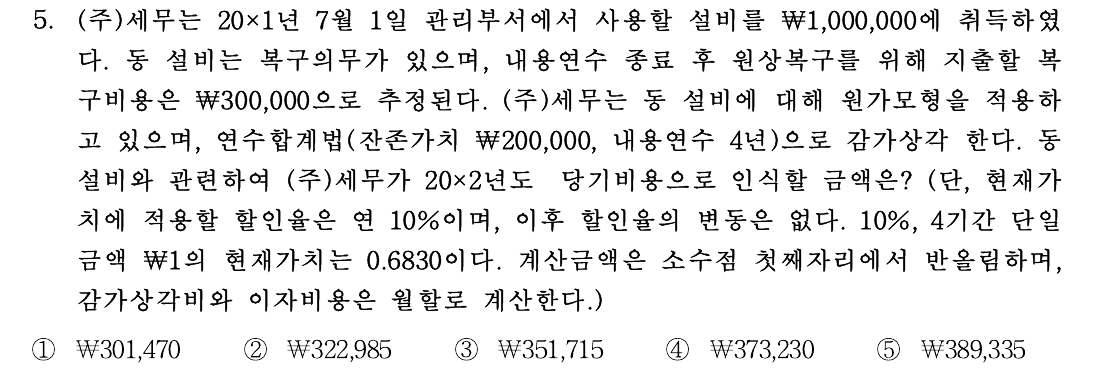 5. (주)세무는 20×1년 7월 1일 관리부서에서 사용할 설비를 ₩1,000,000에 취득하였
다. 동 설비는 복구의무가 있으며, 내용연수 종료 후 원상복구를 위해 지출할 복
구비용은 ₩300,000으로 추정된다. (주)세무는 동 설비에 대해 원가모형을 적용하
고 있으며, 연수합계법(잔존가치 ₩200,000, 내용연수 4년)으로 감가상각 한다. 동
설비와 관련하여 (주)세무가 20×2년도 당기비용으로 인식할 금액은? (단, 현재가
치에 적용할 할인율은 연 10%이며, 이후 할인율의 변동은 없다. 10%, 4기간 단일
금액 ₩1의 현재가치는 0.6830이다. 계산금액은 소수점 첫째자리에서 반올림하며,
감가상각비와 이자비용은 월할로 계산한다.)
① ₩301,470 ② ₩322,985 ③ ₩351,715 ④ ₩373,230 ⑤ ₩389,335